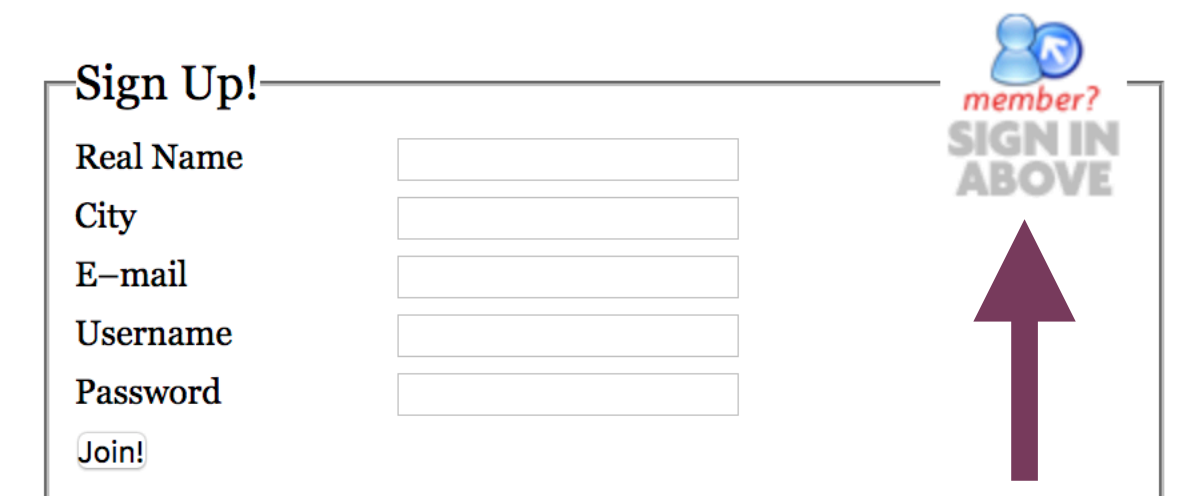 Sign Up!
member?
SIGN IN
ABOVE
Real Name
City
E–mail
Username
Password
Join!